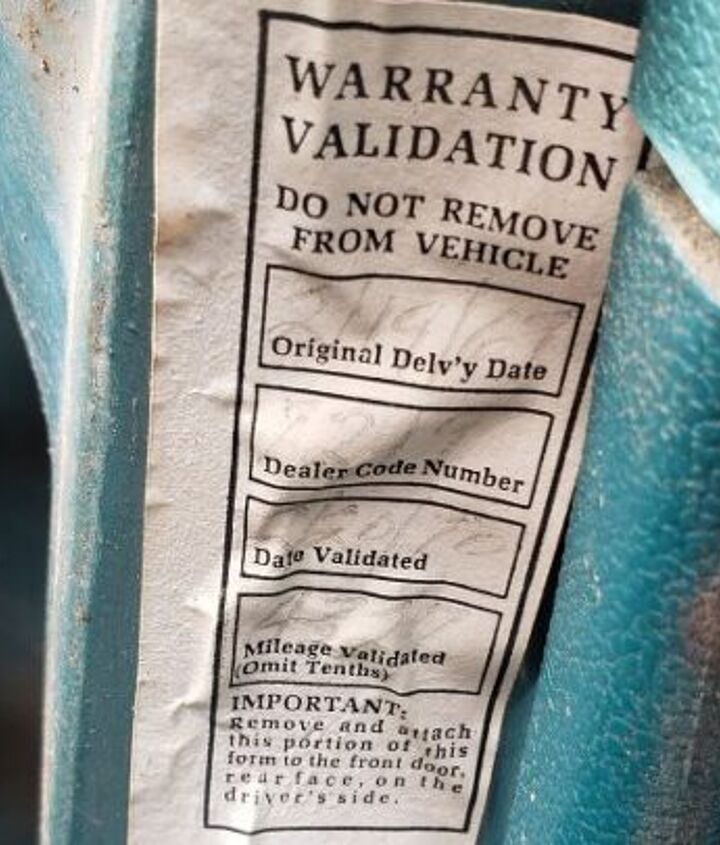 WARRANTY
VALIDATION
DO NOT REMOVE
FROM VEHICLE
Original Delv'y Date
Dealer Code Number
Date Validated
Mileage Validated
(Omit Tenths)
IMPORTANT:
Remove and attach
this portion of this
form to the front door,
rear face, on the
driver's side.